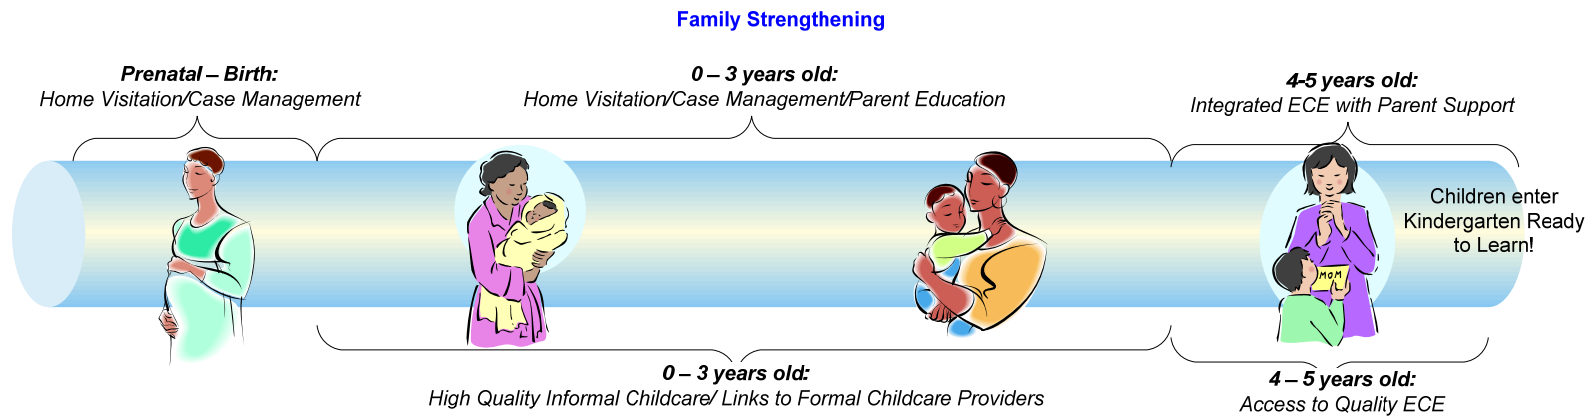 Family Strengthening
Prenatal – Birth:
Home Visitation/Case Management
0 – 3 years old:
Home Visitation/Case Management/Parent Education
4-5 years old:
Integrated ECE with Parent Support
Children enter
Kindergarten Ready
to Learn!
MOM
0 – 3 years old:
High Quality Informal Childcare/ Links to Formal Childcare Providers
4 – 5 years old:
Access to Quality ECE